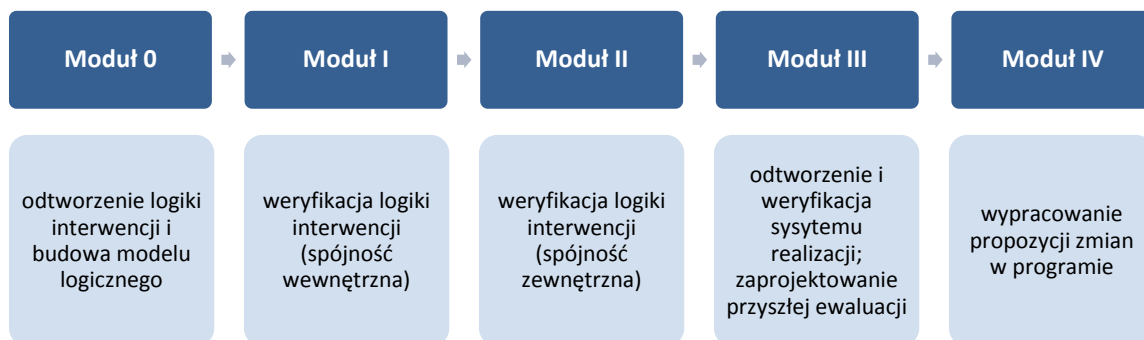 Moduł 0
Moduł I
Moduł II
Moduł III
Moduł IV
odtworzenie logiki
interwencji i
budowa modelu
logicznego
weryfikacja logiki
interwencji
(spójność
wewnętrzna)
weryfikacja logiki
interwencji
(spójność
zewnętrzna)
odtworzenie i
weryfikacja
sysytemu
realizacji;
zaprojektowanie
przyszłej ewaluacji
wypracowanie
propozycji zmian
w programie